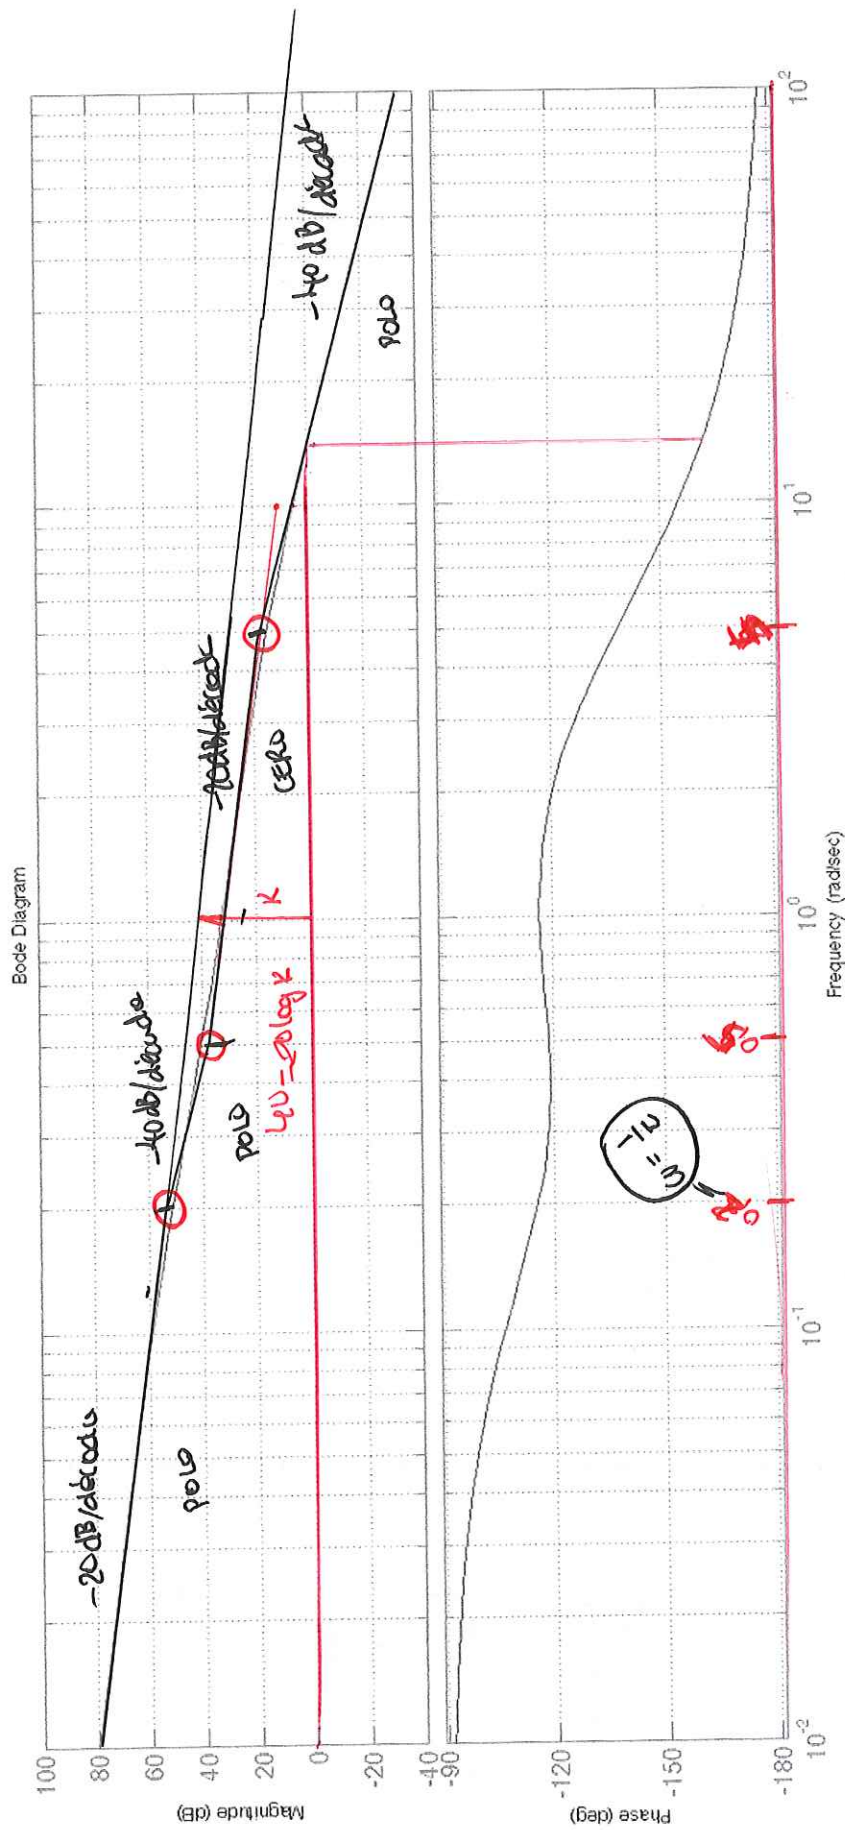 Bode Diagram
Magnitude (dB)
100
80
60
40
20
0
-20
-40
-20dB/década
POLO
-40dB/década
POLO
40=20log K
K
-20dB/década
CERO
-40dB/década
POLO
Phase (deg)
-90
-120
-150
-180
ω=
10^-2
10^-1
10^0
10^1
10^2
Frequency (rad/sec)